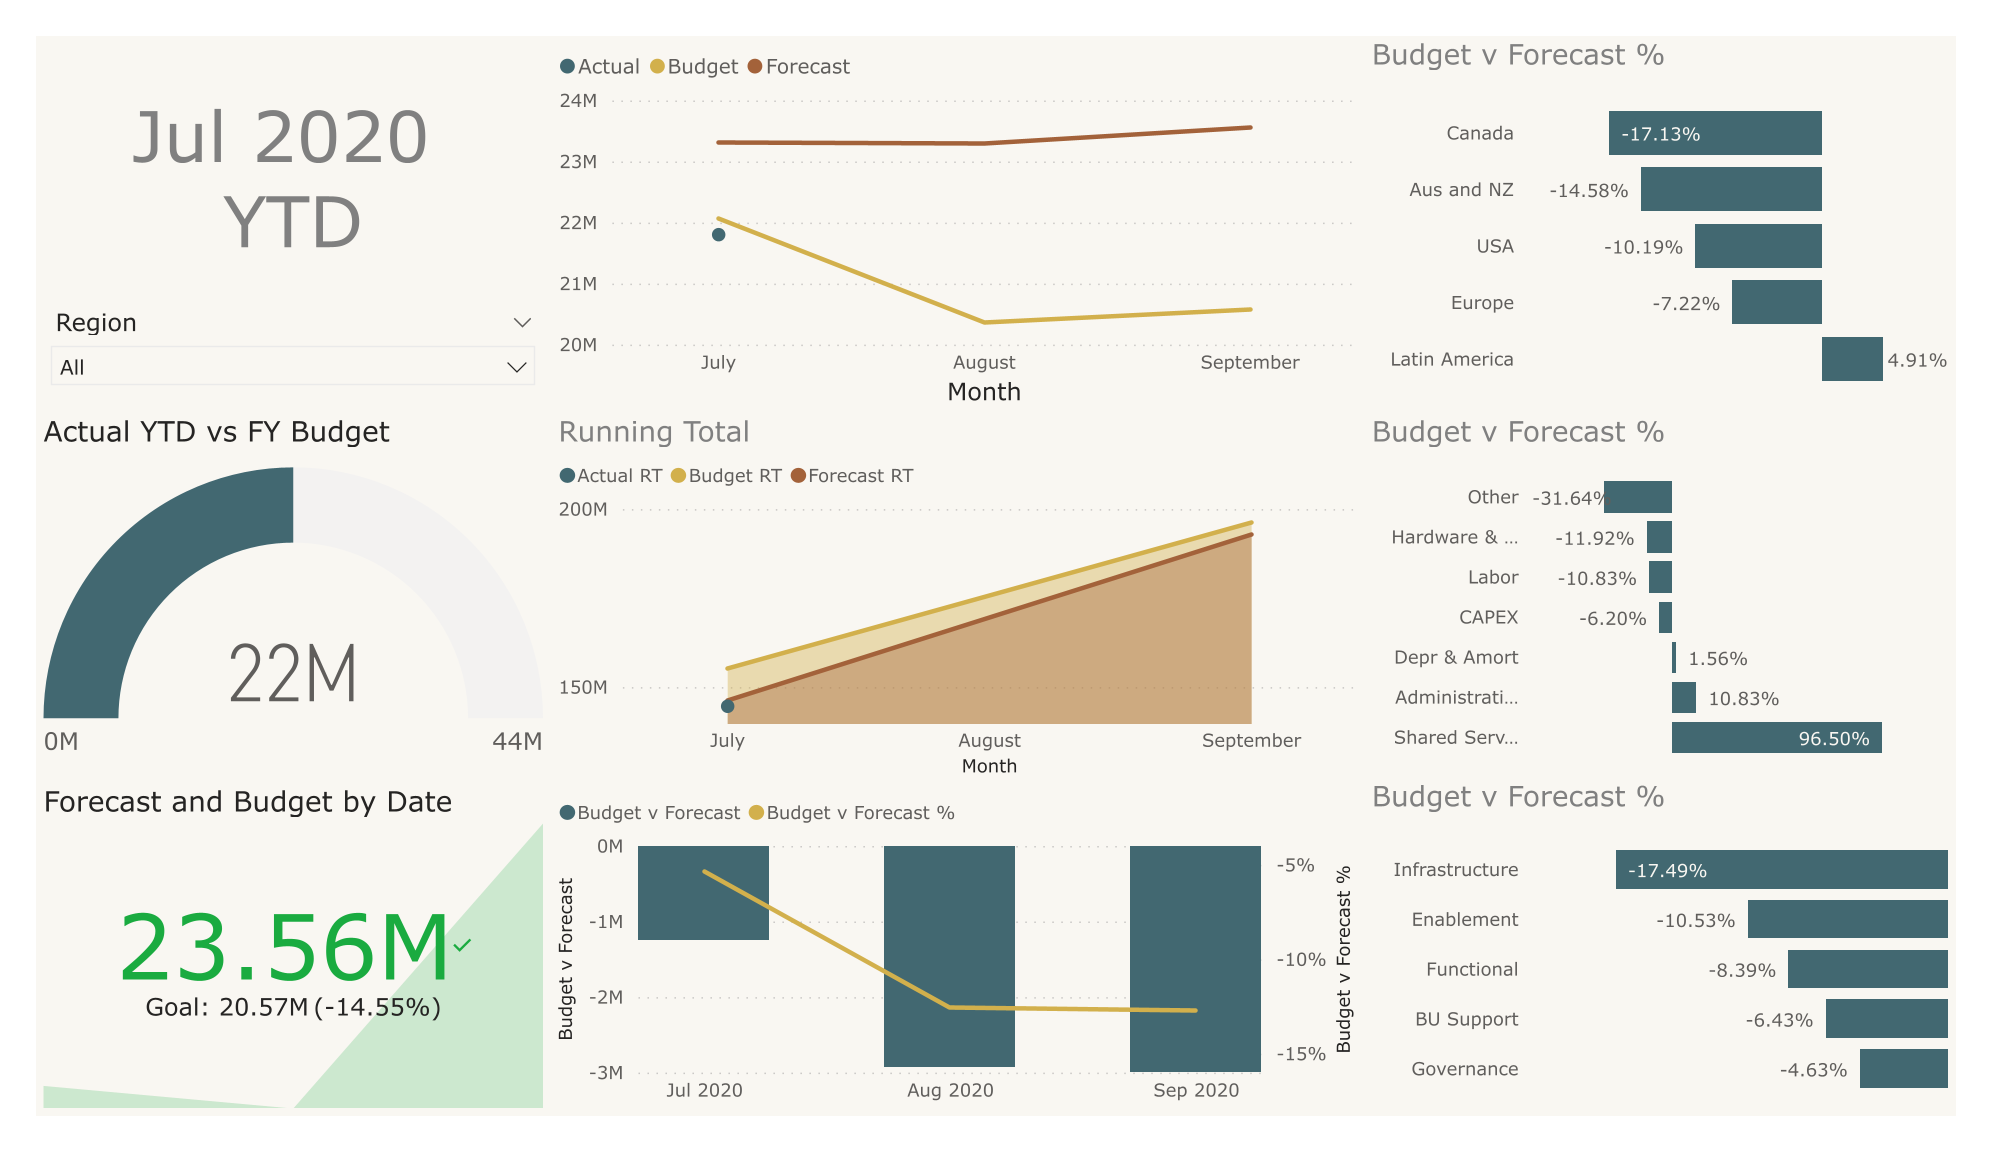 Jul 2020
YTD
Region
All
Actual YTD vs FY Budget
22M
0M
44M
Forecast and Budget by Date
23.56M
Goal: 20.57M (-14.55%)
Actual Budget Forecast
24M
23M
22M
21M
20M
July August September
Month
Running Total
Actual RT Budget RT Forecast RT
200M
150M
July August September
Month
Budget v Forecast Budget v Forecast %
Budget v Forecast
0M
-1M
-2M
-3M
-5%
-10%
-15%
Budget v Forecast %
Jul 2020 Aug 2020 Sep 2020
Budget v Forecast %
Canada -17.13%
Aus and NZ -14.58%
USA -10.19%
Europe -7.22%
Latin America 4.91%
Budget v Forecast %
Other -31.64%
Hardware & ... -11.92%
Labor -10.83%
CAPEX -6.20%
Depr & Amort 1.56%
Administrati... 10.83%
Shared Serv... 96.50%
Budget v Forecast %
Infrastructure -17.49%
Enablement -10.53%
Functional -8.39%
BU Support -6.43%
Governance -4.63%